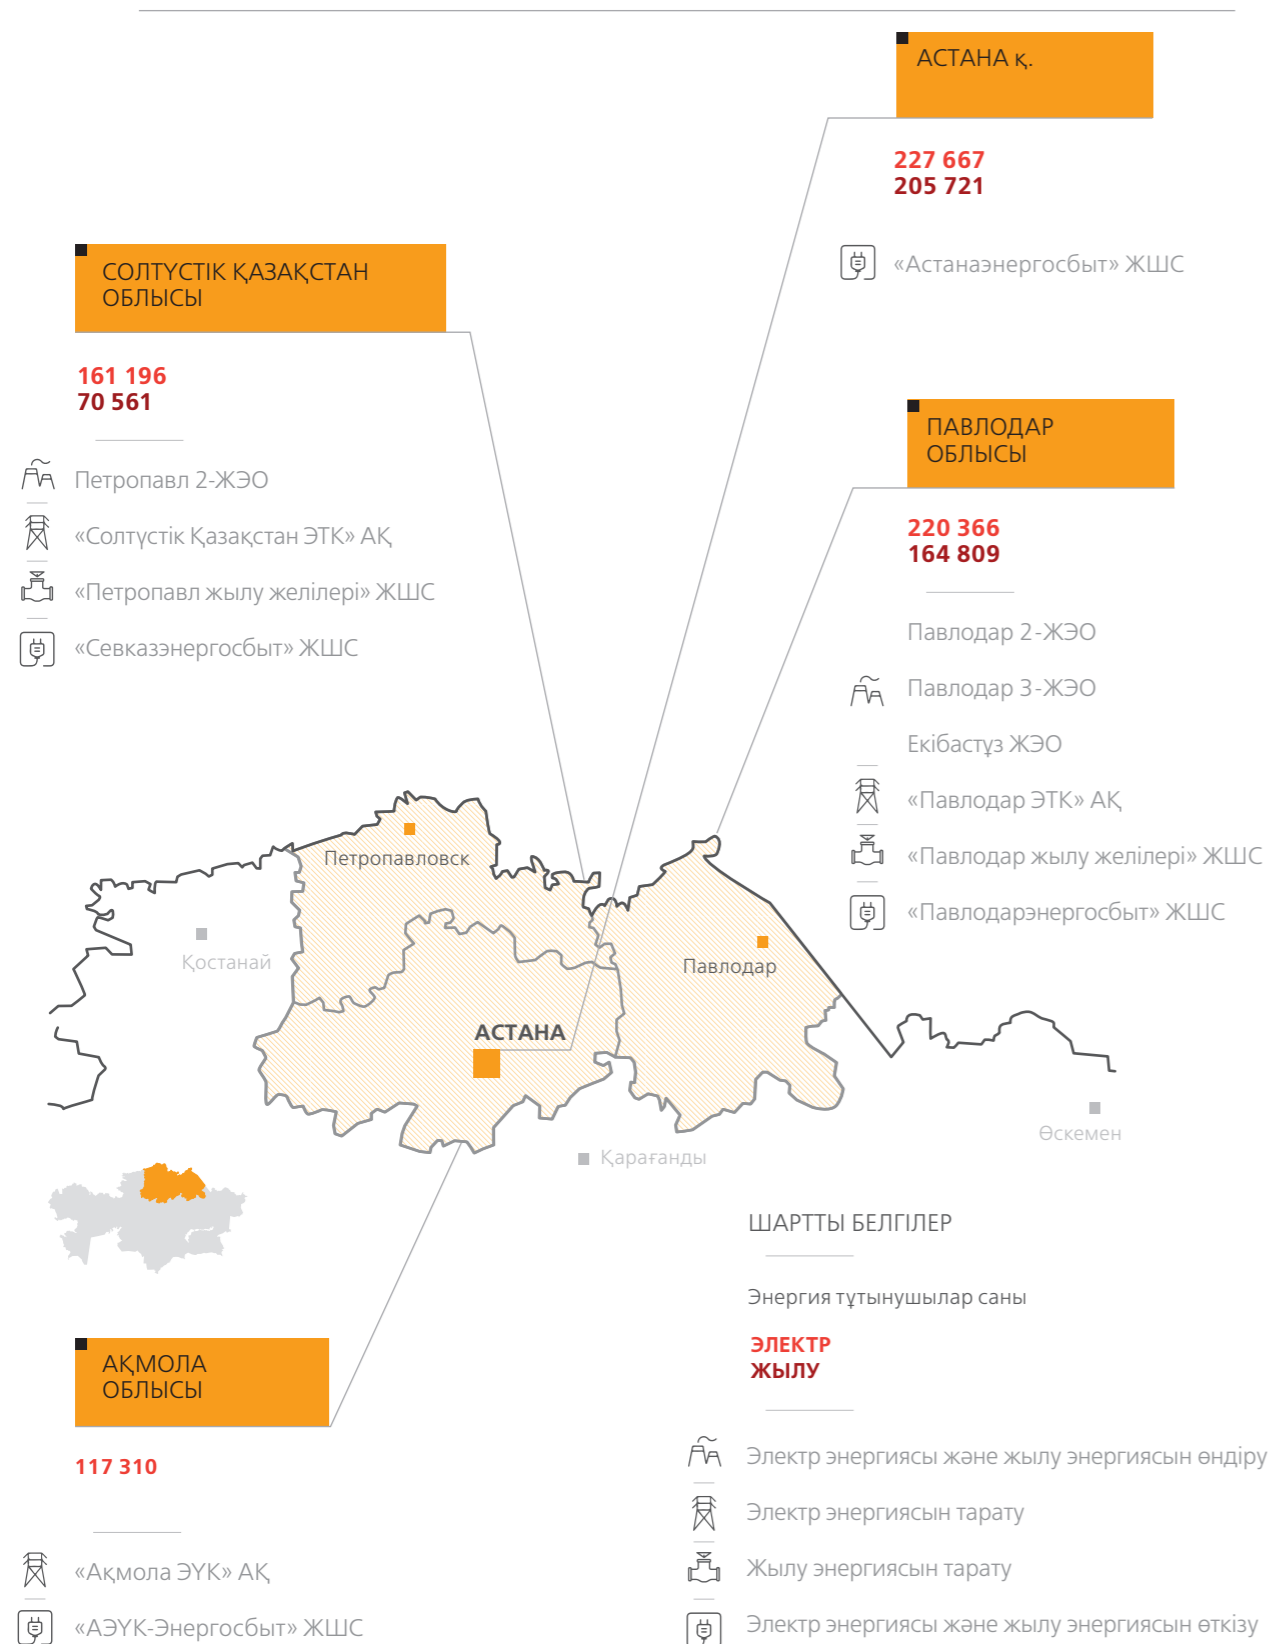 АСТАНА қ.
227 667
205 721
«Астанаэнергосбыт» ЖШС
СОЛТҮСТІК ҚАЗАҚСТАН
ОБЛЫСЫ
161 196
70 561
Петропавл 2-ЖЭО
«Солтүстік Қазақстан ЭТК» АҚ
«Петропавл жылу желілері» ЖШС
«Севказэнергосбыт» ЖШС
ПАВЛОДАР
ОБЛЫСЫ
220 366
164 809
Павлодар 2-ЖЭО
Павлодар 3-ЖЭО
Екібастұз ЖЭО
«Павлодар ЭТК» АҚ
«Павлодар жылу желілері» ЖШС
«Павлодарэнергосбыт» ЖШС
Петропавловск
Қостанай
Павлодар
АСТАНА
Өскемен
Қарағанды
АҚМОЛА
ОБЛЫСЫ
117 310
«Ақмола ЭҮК» АҚ
«АЭҮК-Энергосбыт» ЖШС
ШАРТТЫ БЕЛГІЛЕР
Энергия тұтынушылар саны
ЭЛЕКТР
ЖЫЛУ
Электр энергиясы және жылу энергиясын өндіру
Электр энергиясын тарату
Жылу энергиясын тарату
Электр энергиясы және жылу энергиясын өткізу